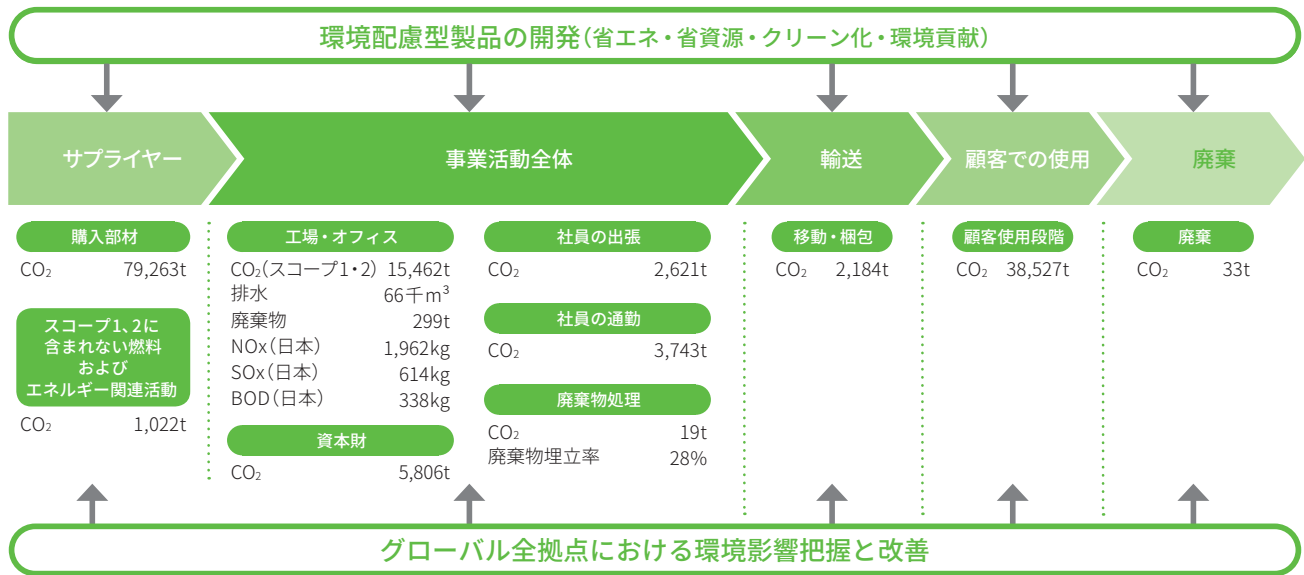 環境配慮型製品の開発(省エネ・省資源・クリーン化・環境貢献)
サプライヤー
事業活動全体
輸送
顧客での使用
廃棄
購入部材
CO₂ 79,263t
スコープ1、2に
含まれない燃料
および
エネルギー関連活動
CO₂ 1,022t
工場・オフィス
CO₂(スコープ1・2) 15,462t
排水 66千m³
廃棄物 299t
NOx(日本) 1,962kg
SOx(日本) 614kg
BOD(日本) 338kg
資本財
CO₂ 5,806t
社員の出張
CO₂ 2,621t
社員の通勤
CO₂ 3,743t
廃棄物処理
CO₂ 19t
廃棄物埋立率 28%
移動・梱包
CO₂ 2,184t
顧客使用段階
CO₂ 38,527t
廃棄
CO₂ 33t
グローバル全拠点における環境影響把握と改善